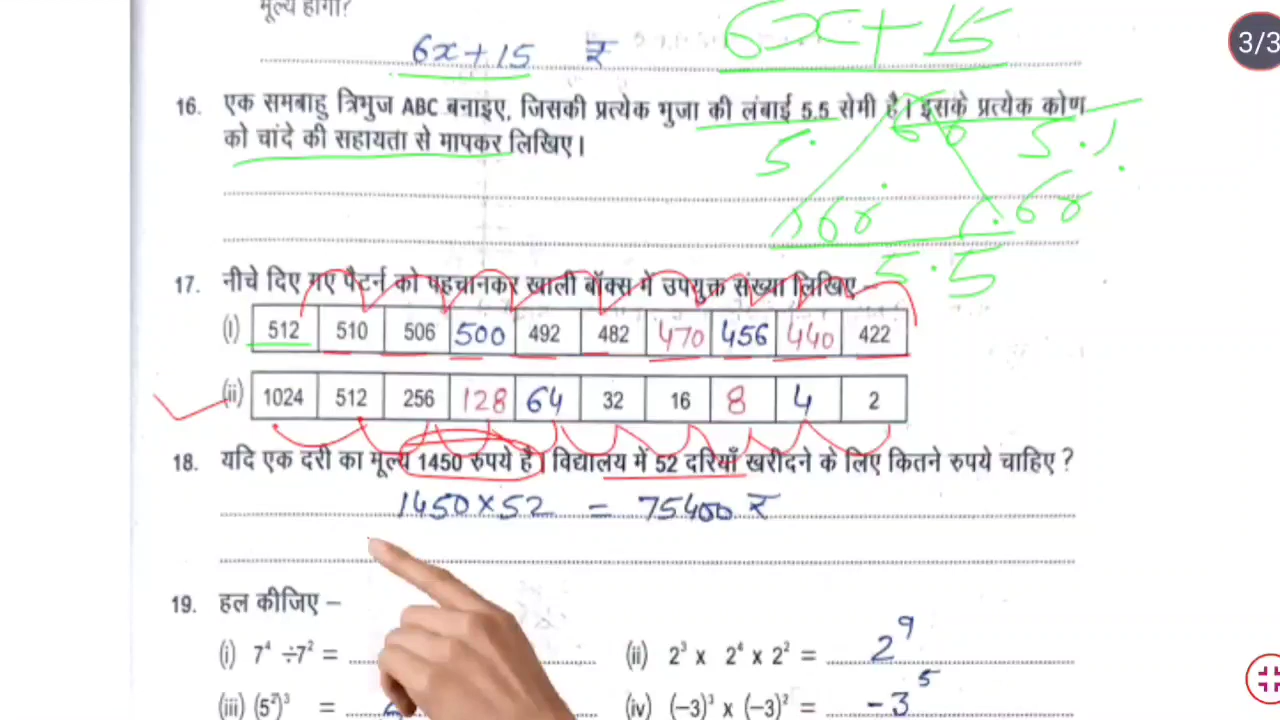 मूल्य होगा?
6x+15 ₹ 6x+15
3/3
16. एक समबाहु त्रिभुज ABC बनाइए, जिसकी प्रत्येक भुजा की लंबाई 5.5 सेमी है। इसके प्रत्येक कोण
को चांदे की सहायता से मापकर लिखिए।
60
5.
60 60
5.5
17. नीचे दिए गए पैटर्न को पहचानकर खाली बॉक्स में उपयुक्त संख्या लिखिए –
(i) 512 510 506 500 492 482 470 456 440 422
(ii) 1024 512 256 128 64 32 16 8 4 2
18. यदि एक दरी का मूल्य 1450 रुपये है। विद्यालय में 52 दरियाँ खरीदने के लिए कितने रुपये चाहिए ?
1450×52 = 75400 ₹
19. हल कीजिए –
(i) 7⁴ ÷7² = (ii) 2³ x 2⁴ x 2² = 2⁹
(iii) (5²)³ = (iv) (–3)³ x (–3)² = -3⁵